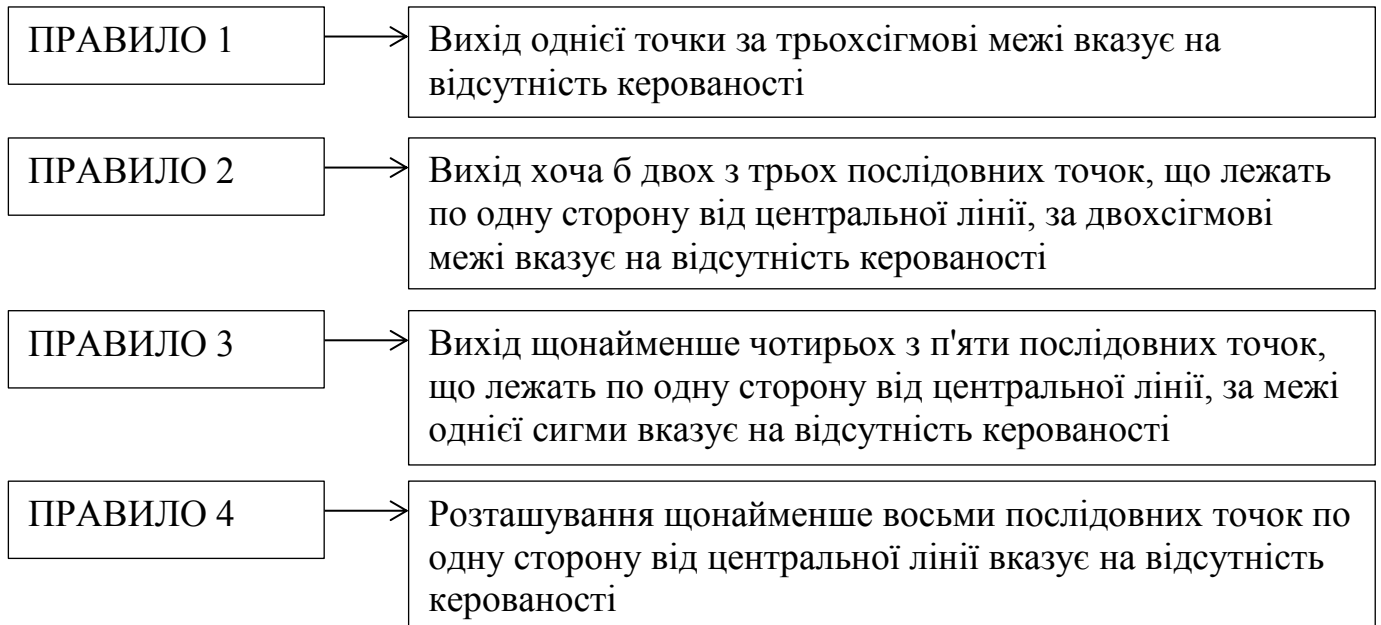 ПРАВИЛО 1
Вихід однієї точки за трьохсігмові межі вказує на
відсутність керованості
ПРАВИЛО 2
Вихід хоча б двох з трьох послідовних точок, що лежать
по одну сторону від центральної лінії, за двохсігмові
межі вказує на відсутність керованості
ПРАВИЛО 3
Вихід щонайменше чотирьох з п'яти послідовних точок,
що лежать по одну сторону від центральної лінії, за межі
однієї сигми вказує на відсутність керованості
ПРАВИЛО 4
Розташування щонайменше восьми послідовних точок по
одну сторону від центральної лінії вказує на відсутність
керованості